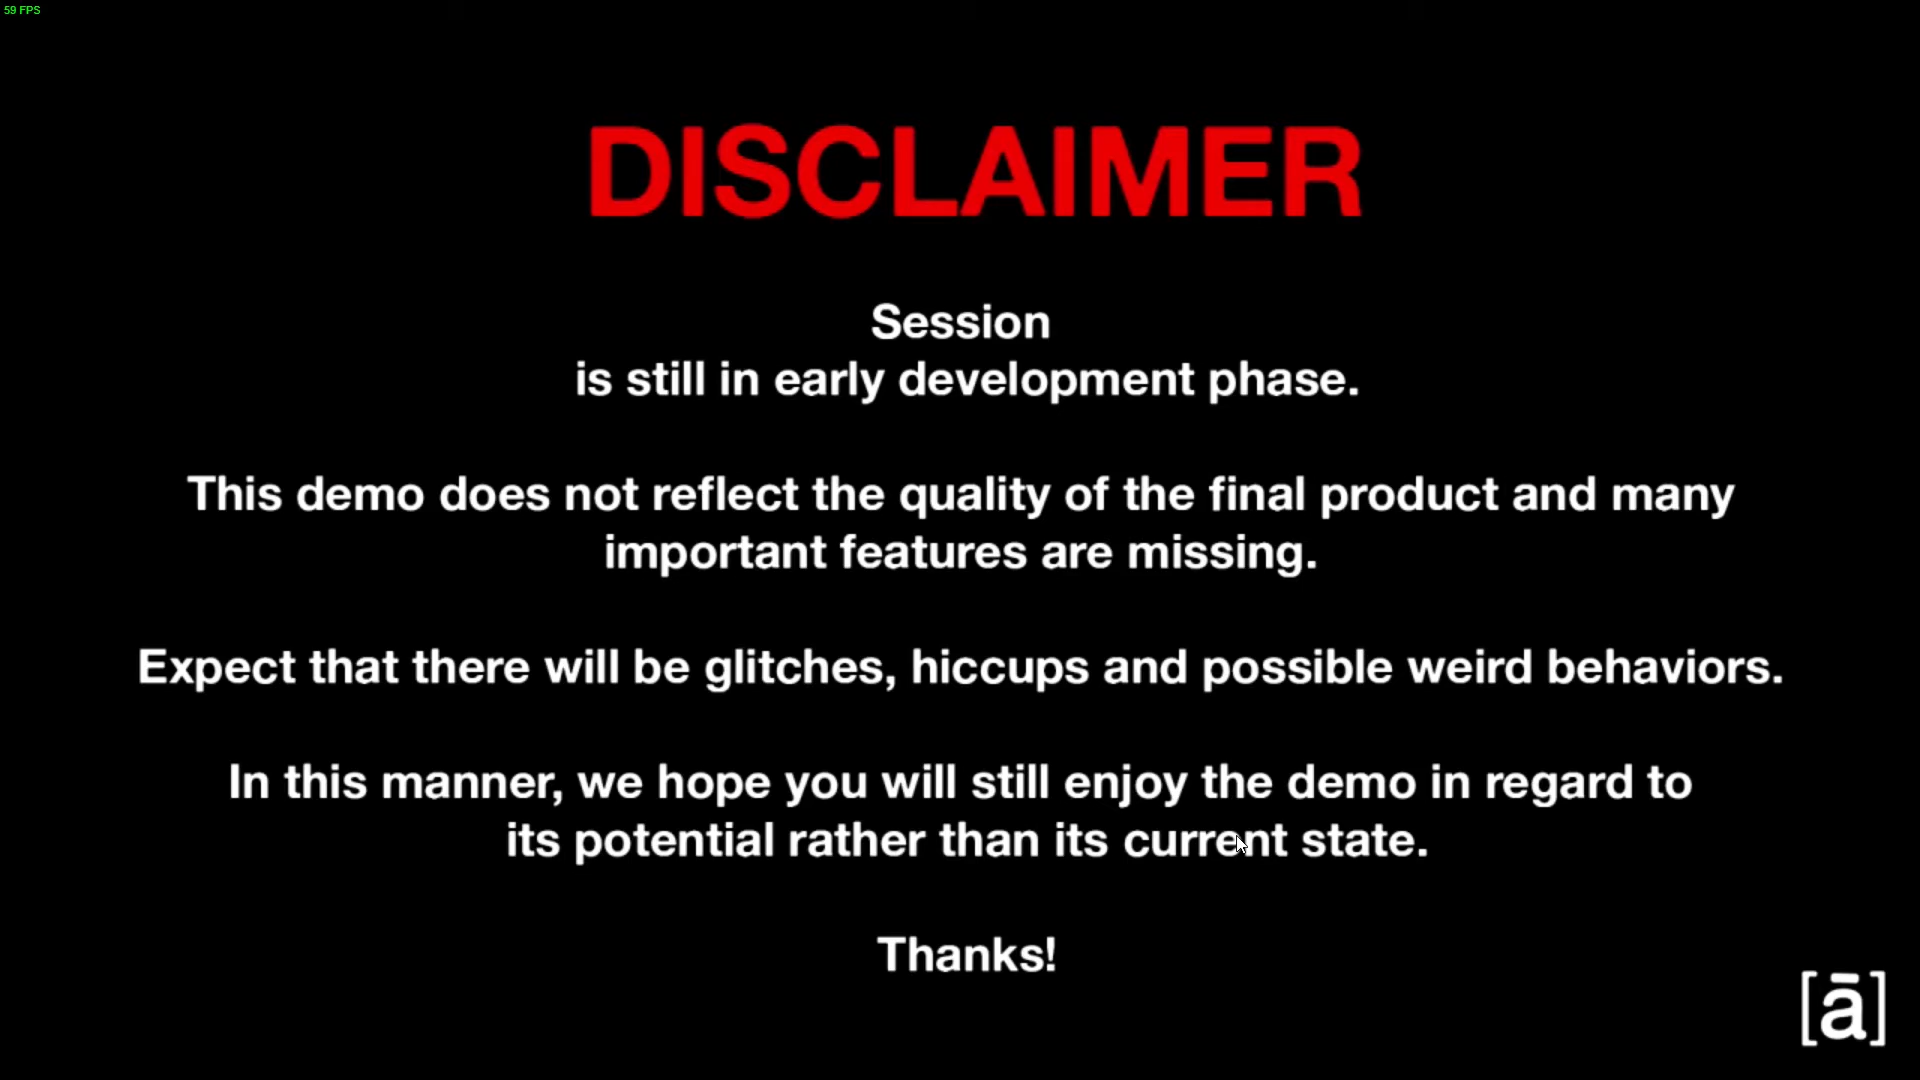 59 FPS
DISCLAIMER
Session
is still in early development phase.
This demo does not reflect the quality of the final product and many
important features are missing.
Expect that there will be glitches, hiccups and possible weird behaviors.
In this manner, we hope you will still enjoy the demo in regard to
its potential rather than its current state.
Thanks!
[ā]